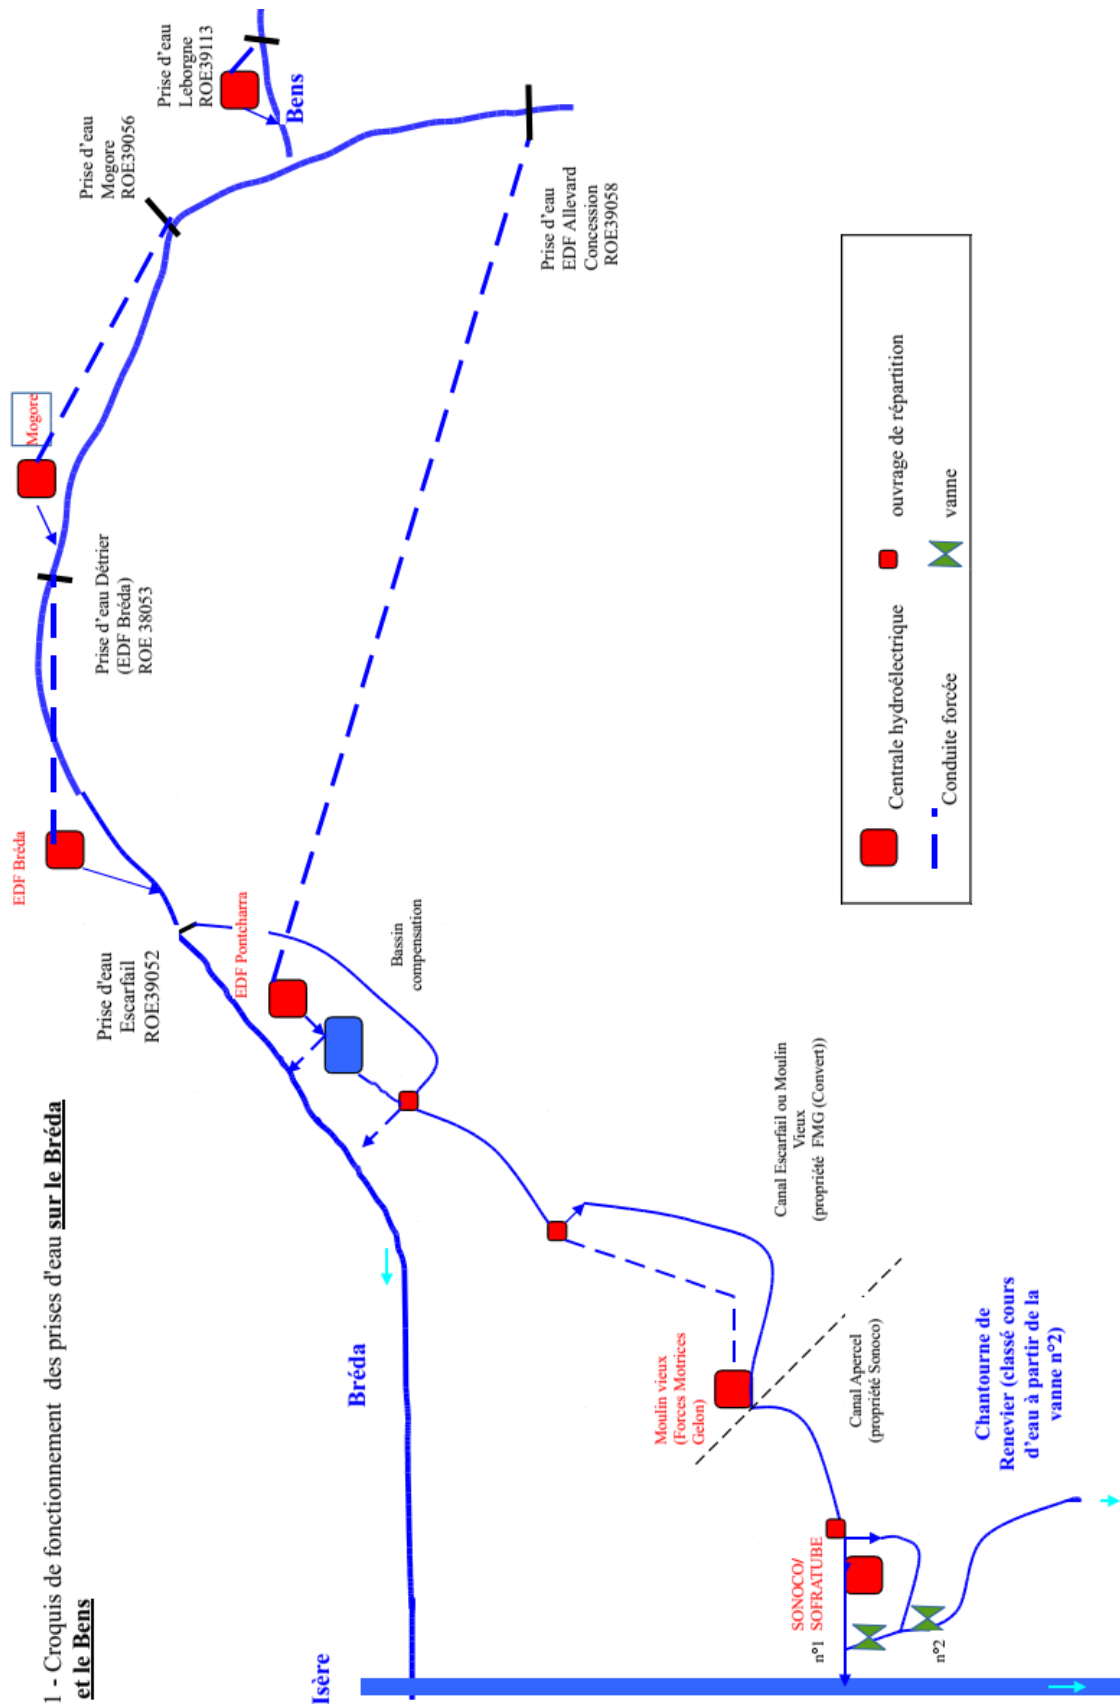 1 - Croquis de fonctionnement des prises d'eau sur le Bréda
et le Bens
Prise d'eau
Leborgne
ROE39113
Bens
Prise d'eau
Mogore
ROE39056
Mogore
Prise d'eau
EDF Allevard
Concession
ROE39058
Prise d'eau Détrier
(EDF Bréda)
ROE 38053
EDF Bréda
Prise d'eau
Escarfail
ROE39052
EDF Pontcharra
Bassin
compensation
Bréda
Isère
Canal Escarfail ou Moulin
Vieux
(propriété FMG (Convert))
Moulin vieux
(Forces Motrices
Gelon)
Canal Apercel
(propriété Sonoco)
SONOCO/
SOFRATUBE
n°1
n°2
Chantourne de
Renevier (classé cours
d'eau à partir de la
vanne n°2)
Centrale hydroélectrique
ouvrage de répartition
Conduite forcée
vanne